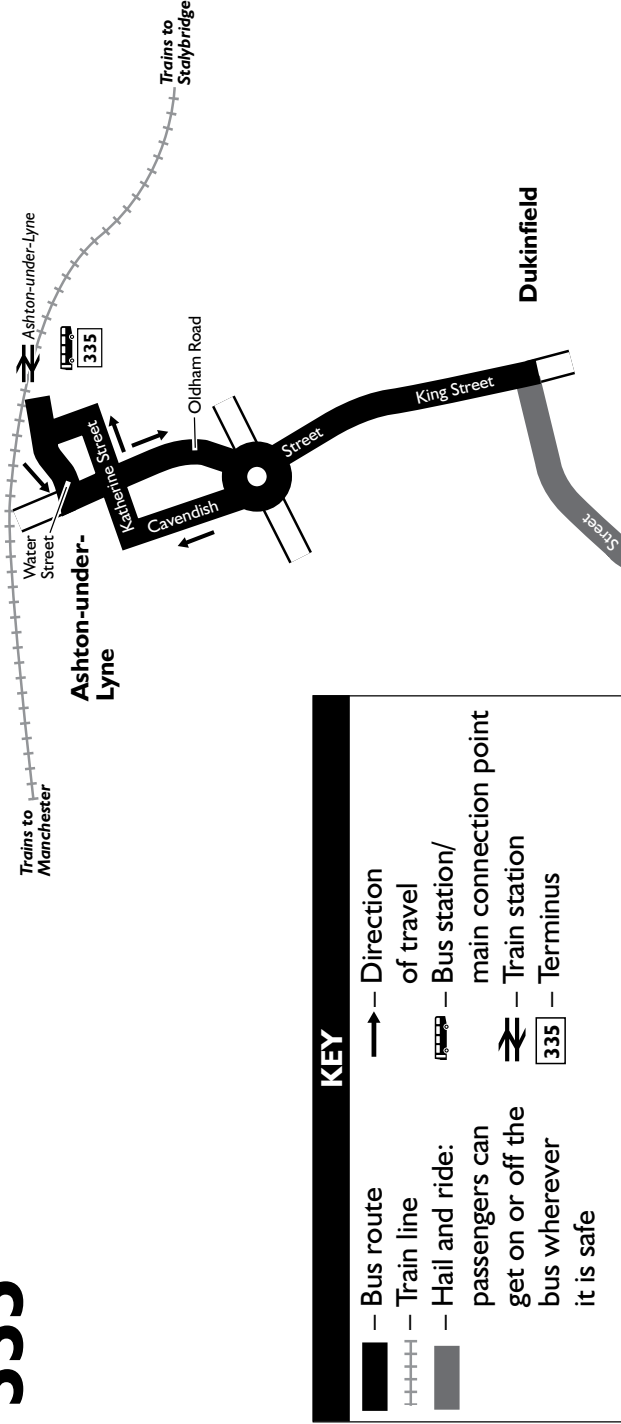 335
Trains to
Manchester
Trains to
Stalybridge
Ashton-under-Lyne
335
Water
Street
Ashton-under-
Lyne
Katherine Street
Cavendish
Street
Oldham Road
King Street
Dukinfield
Street
KEY
– Bus route
– Train line
– Hail and ride:
passengers can
get on or off the
bus wherever
it is safe
– Direction
of travel
– Bus station/
main connection point
– Train station
335 – Terminus